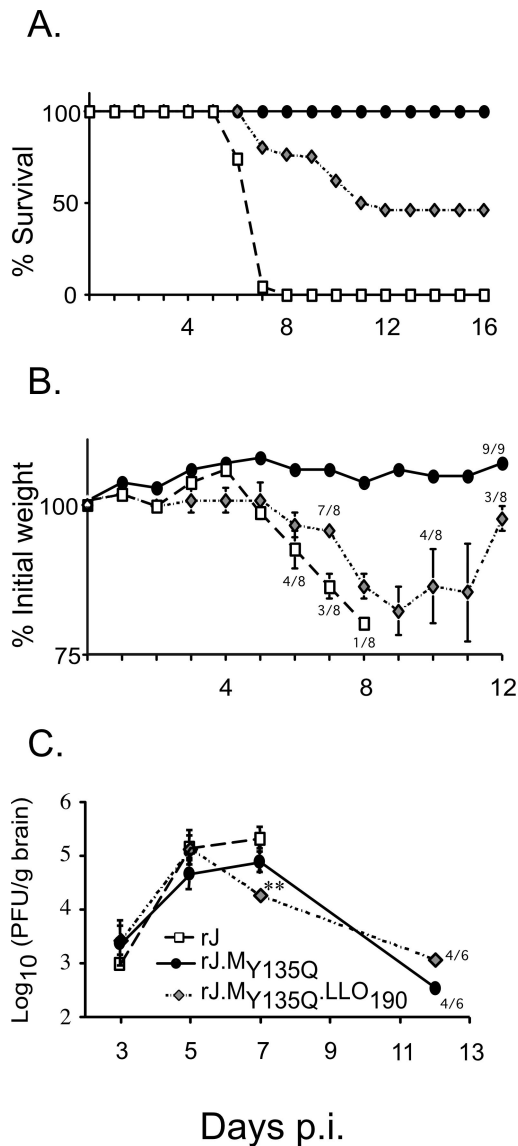 A.
% Survival
100
50
0
4 8 12 16
B.
% Initial weight
100
75
9/9
3/8
7/8
4/8
4/8
3/8
1/8
4 8 12
C.
Log10 (PFU/g brain)
6
5
4
3
2
**
rJ
rJ.MY135Q
rJ.MY135Q.LLO190
4/6
4/6
3 5 7 9 11 13
Days p.i.